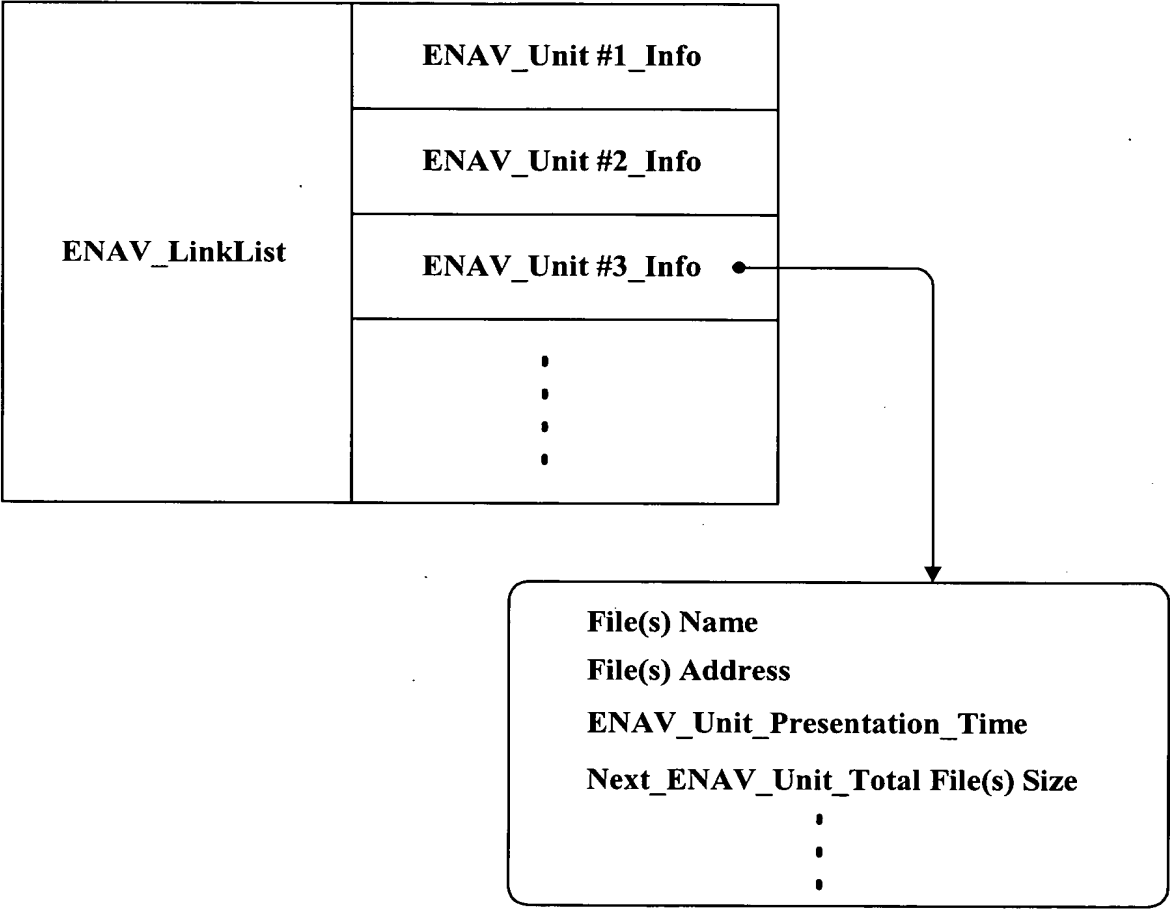 ENAV_LinkList
ENAV_Unit #1_Info
ENAV_Unit #2_Info
ENAV_Unit #3_Info
File(s) Name
File(s) Address
ENAV_Unit_Presentation_Time
Next_ENAV_Unit_Total File(s) Size